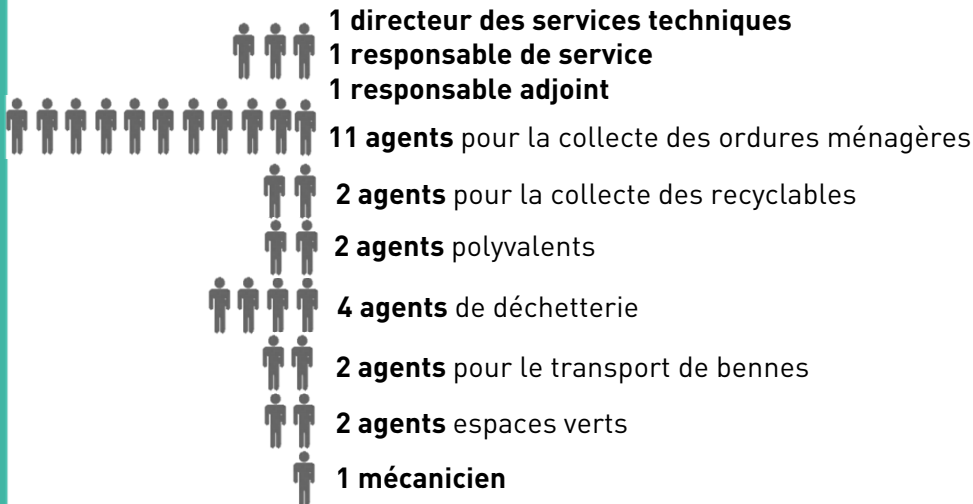 1 directeur des services techniques
1 responsable de service
1 responsable adjoint
11 agents pour la collecte des ordures ménagères
2 agents pour la collecte des recyclables
2 agents polyvalents
4 agents de déchetterie
2 agents pour le transport de bennes
2 agents espaces verts
1 mécanicien